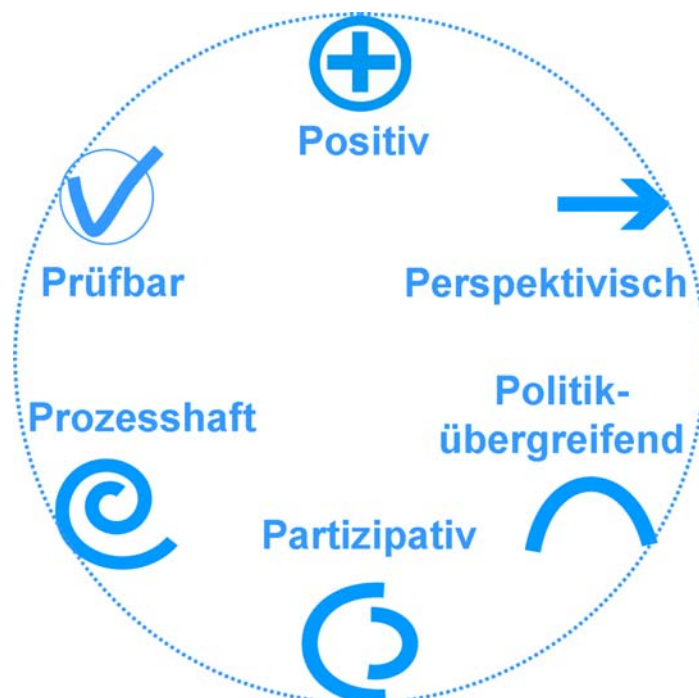 Positiv
Prüfbar
Perspektivisch
Prozesshaft
Politik-
übergreifend
Partizipativ